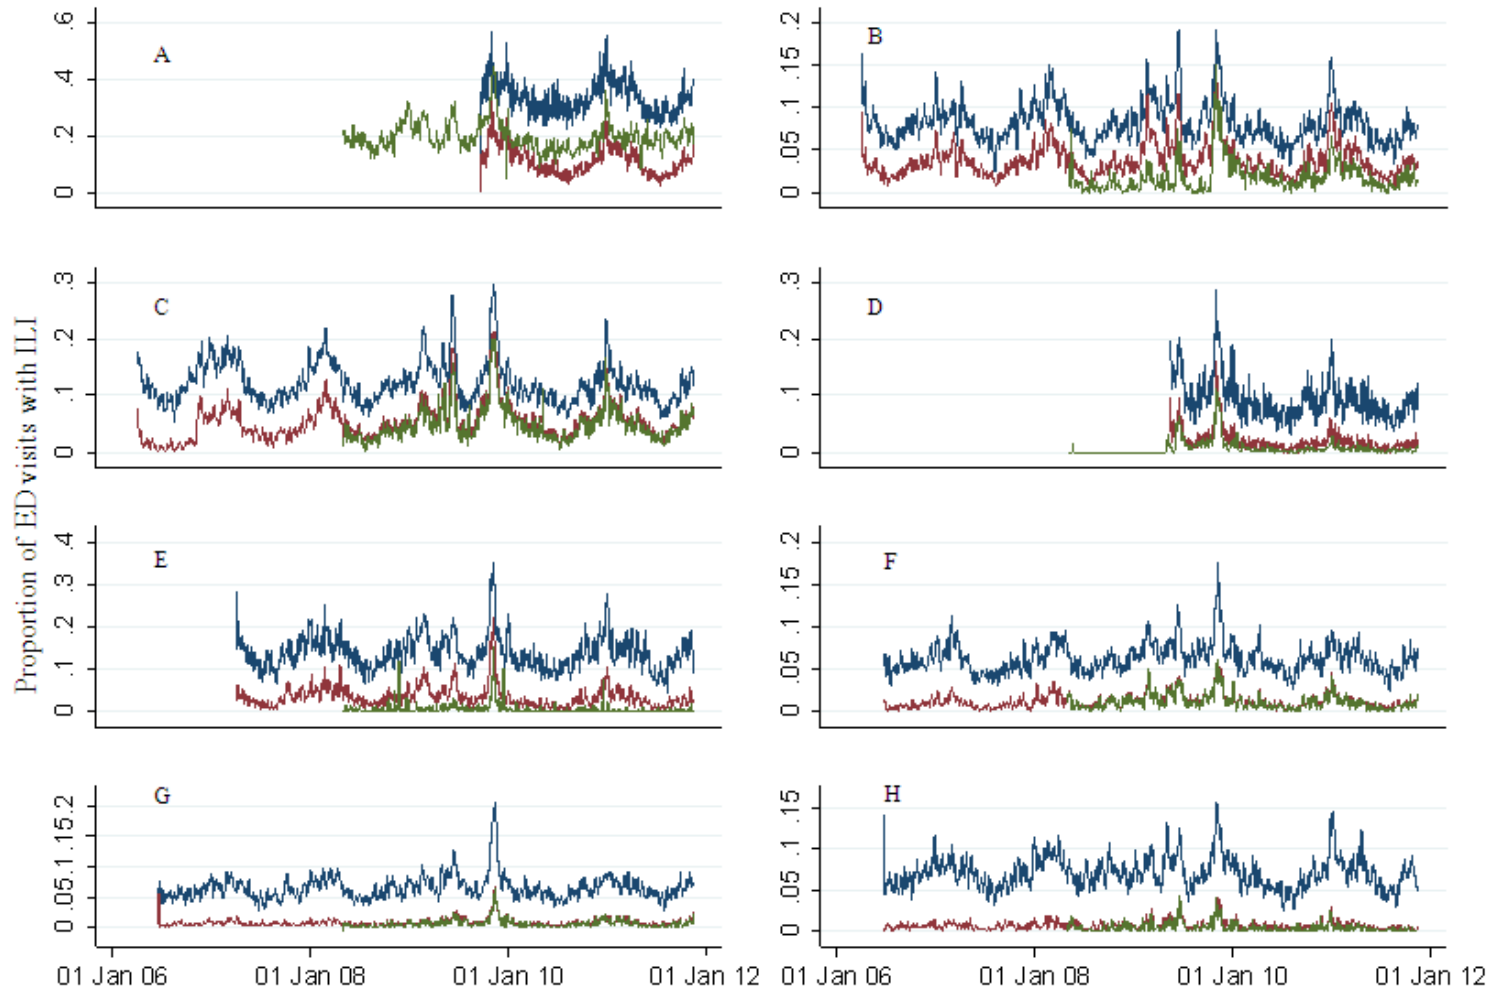 Proportion of ED visits with ILI
A
0 .2 .4 .6
B
0 .05 .1 .15 .2
C
0 .1 .2 .3
D
0 .1 .2 .3
E
0 .1 .2 .3 .4
F
0 .05 .1 .15 .2
G
0 .05 .1 .15 .2
H
0 .05 .1 .15
01 Jan 06 01 Jan 08 01 Jan 10 01 Jan 12
01 Jan 06 01 Jan 08 01 Jan 10 01 Jan 12